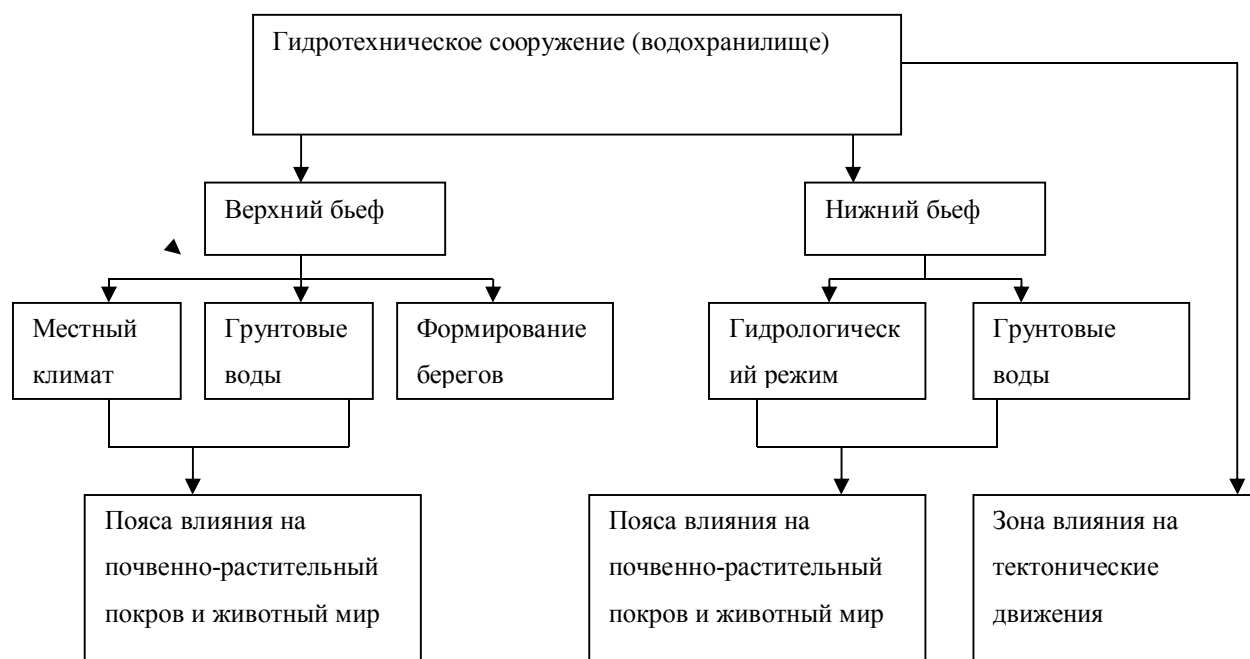 Гидротехническое сооружение (водохранилище)
Верхний бьеф
Нижний бьеф
Местный
климат
Грунтовые
воды
Формирование
берегов
Гидрологическ
ий режим
Грунтовые
воды
Пояса влияния на
почвенно-растительный
покров и животный мир
Пояса влияния на
почвенно-растительный
покров и животный мир
Зона влияния на
тектонические
движения